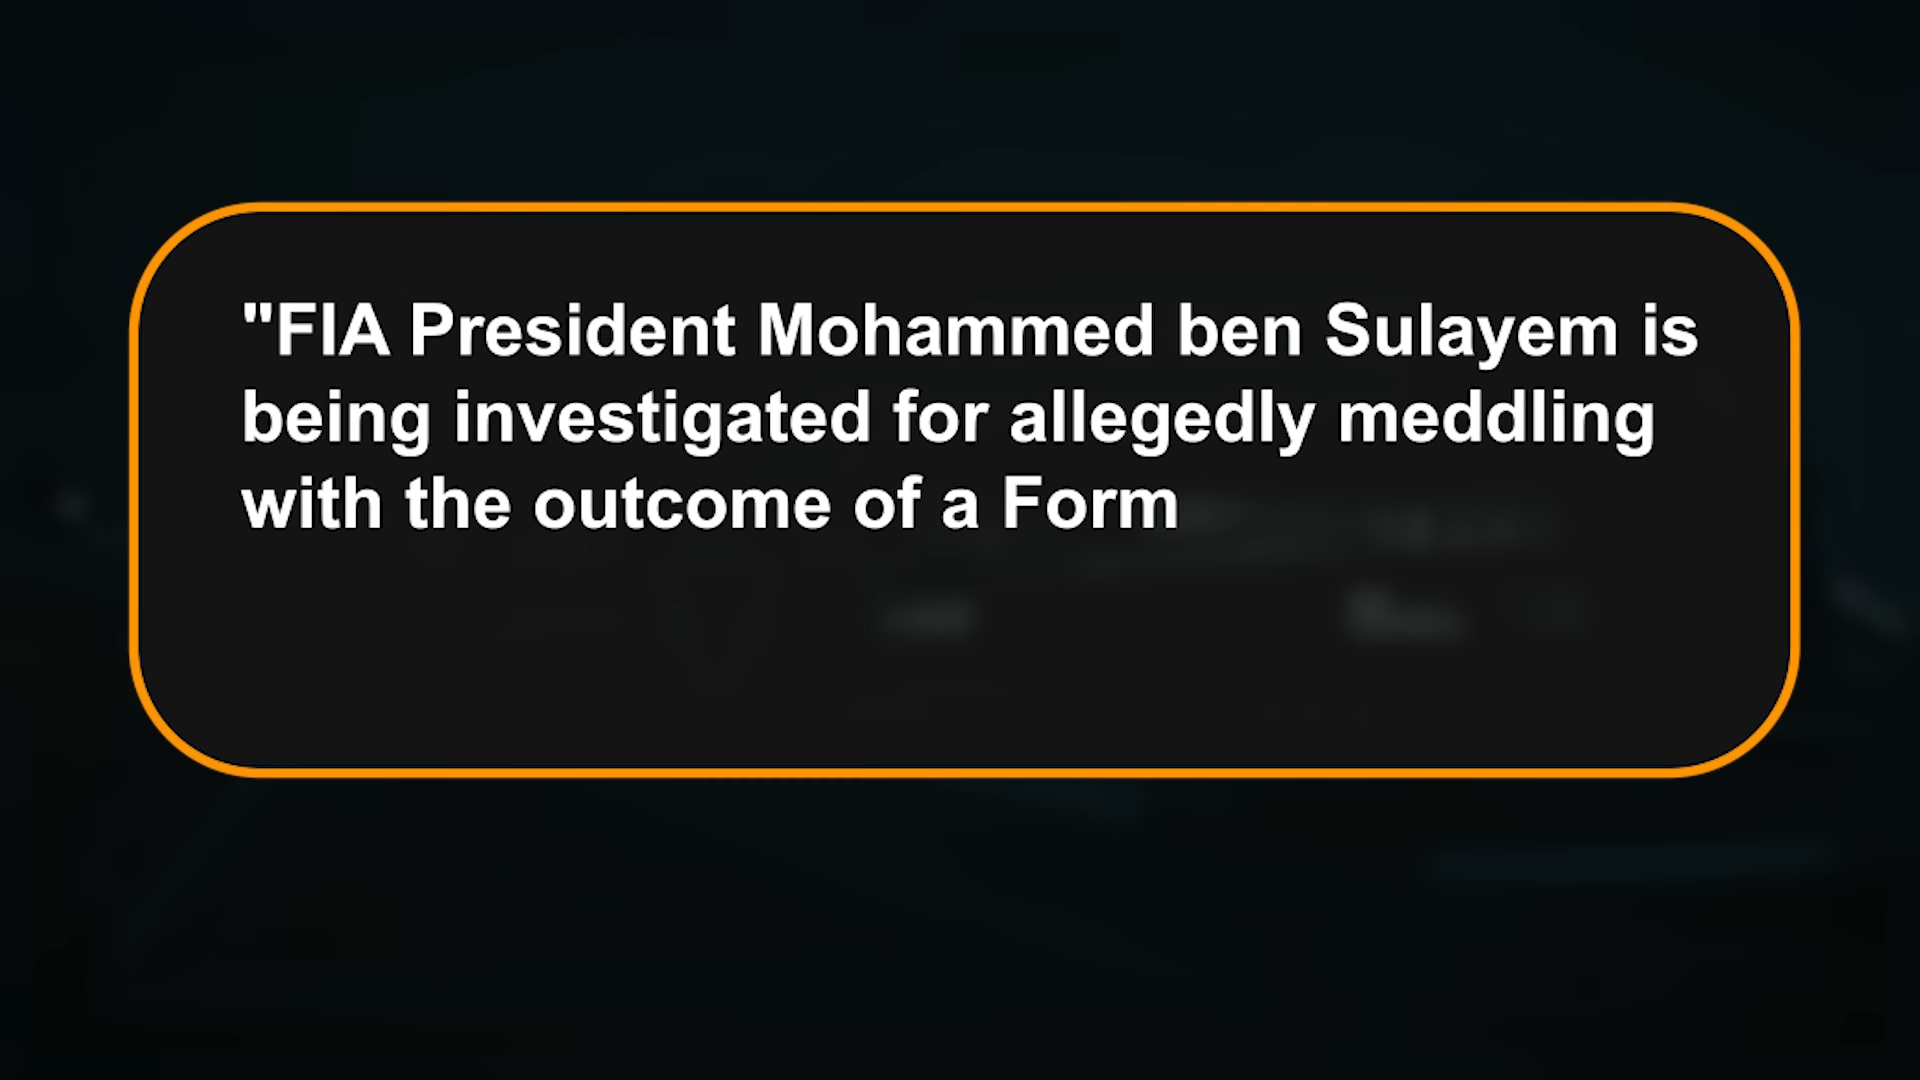 "FIA President Mohammed ben Sulayem is
being investigated for allegedly meddling
with the outcome of a Form